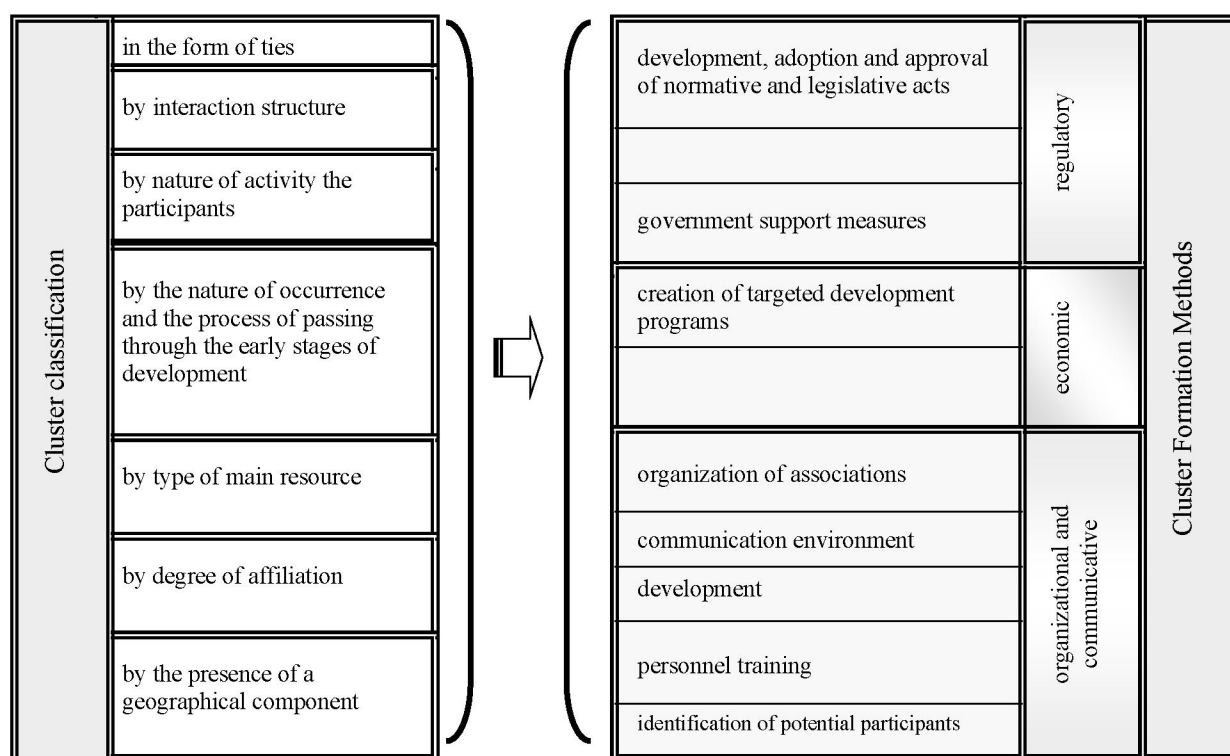 Cluster classification
in the form of ties
by interaction structure
by nature of activity the
participants
by the nature of occurrence
and the process of passing
through the early stages of
development
by type of main resource
by degree of affiliation
by the presence of a
geographical component
development, adoption and approval
of normative and legislative acts
government support measures
regulatory
creation of targeted development
programs
economic
organization of associations
communication environment
development
personnel training
identification of potential participants
organizational and
communicative
Cluster Formation Methods